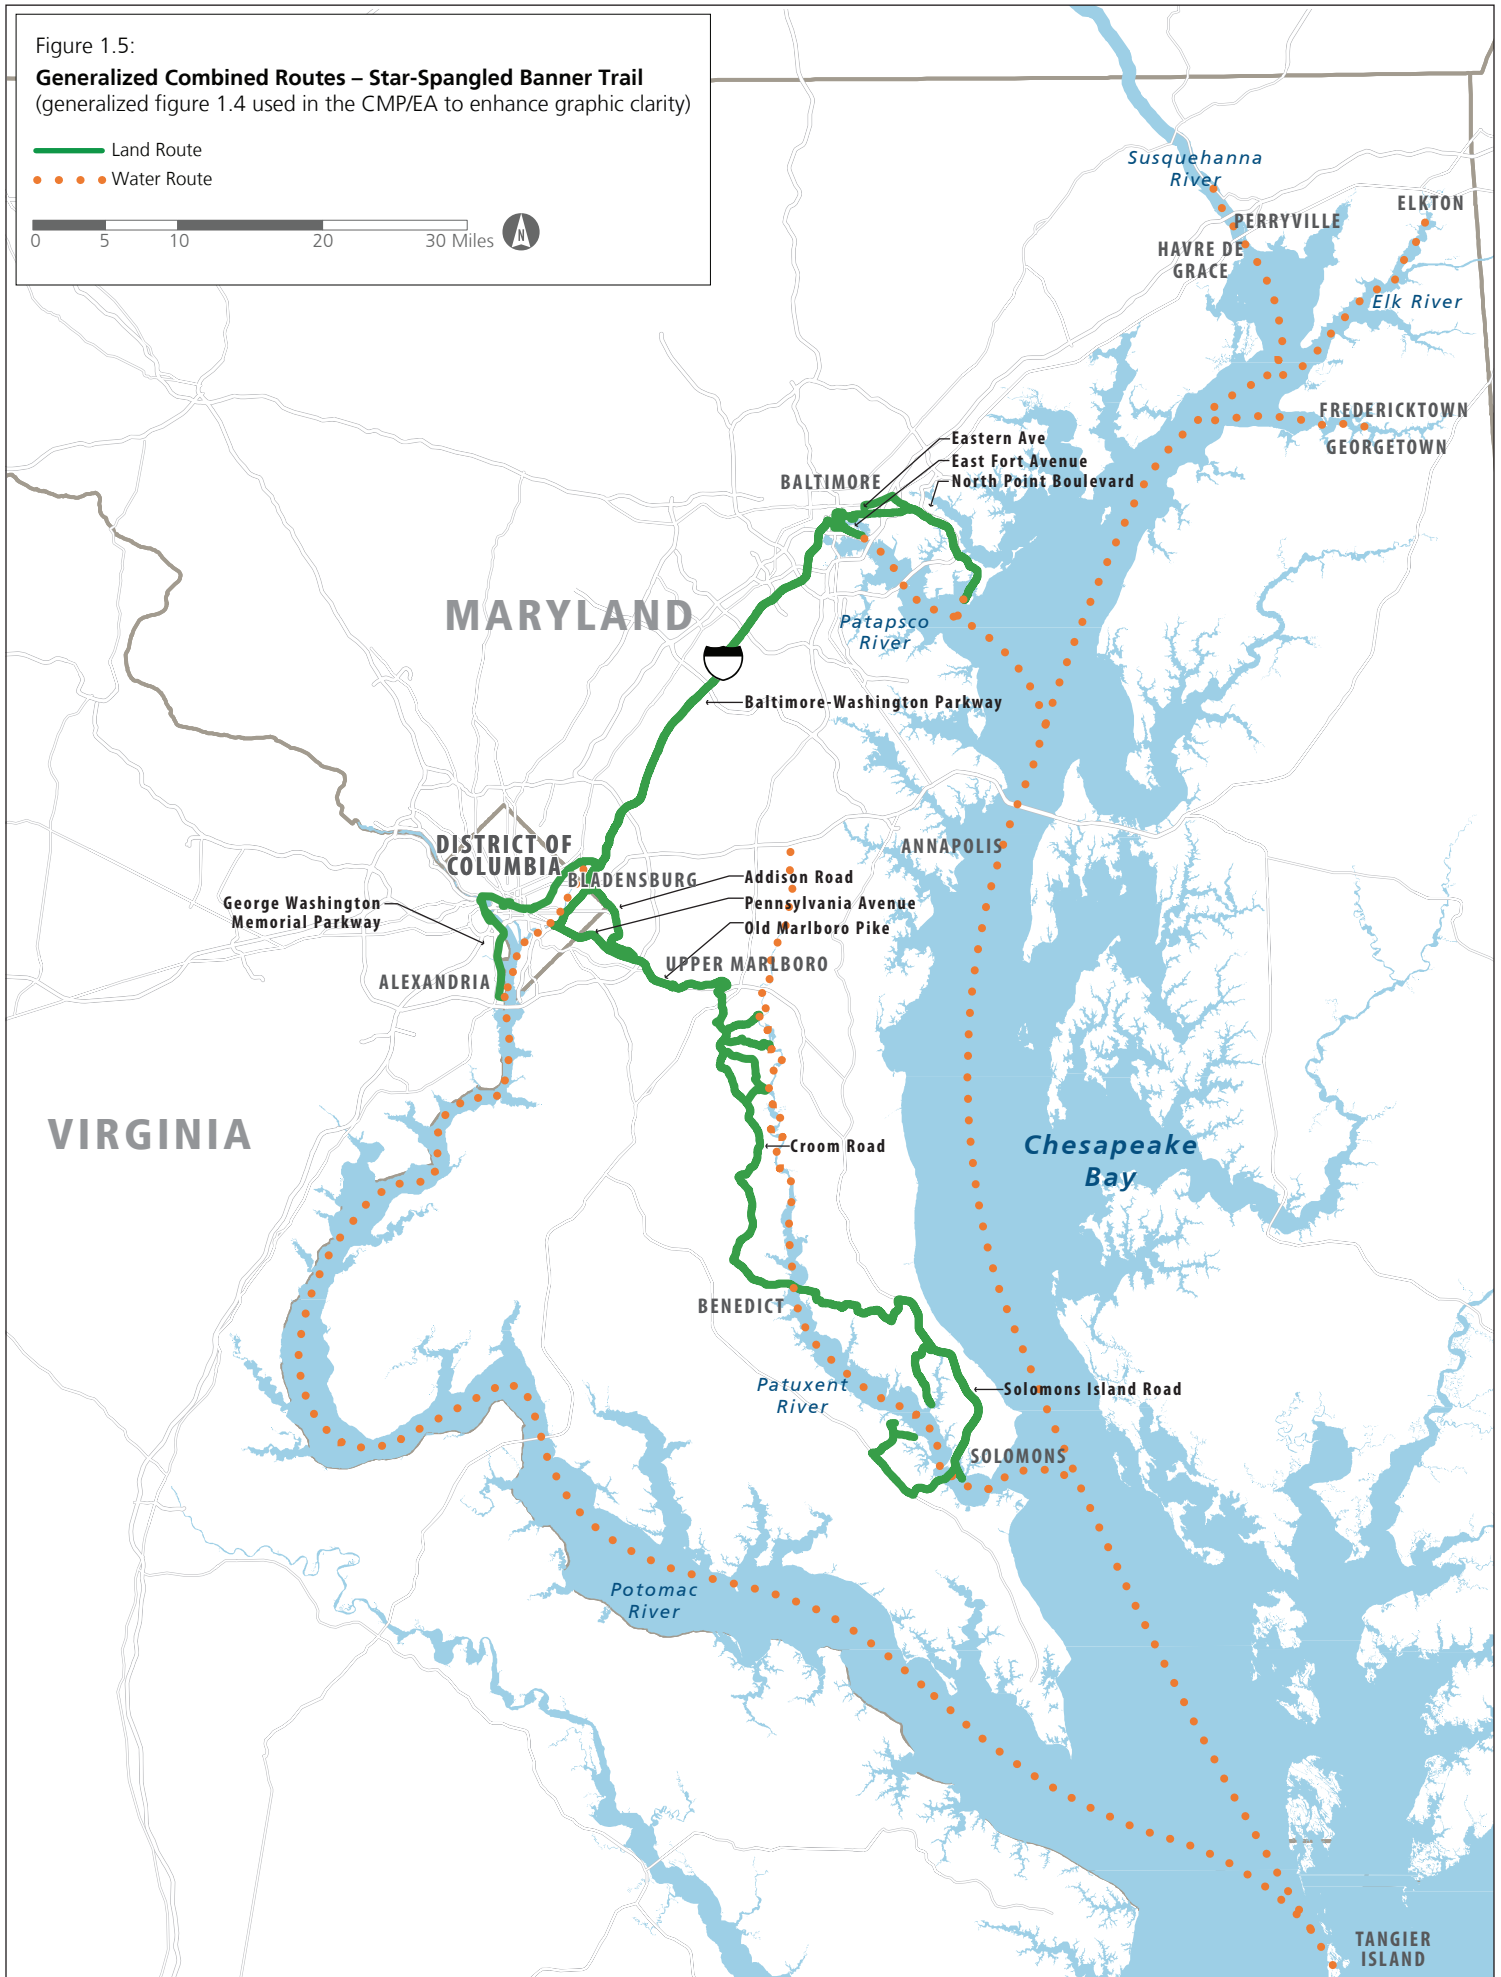 Figure 1.5:
Generalized Combined Routes – Star-Spangled Banner Trail
(generalized figure 1.4 used in the CMP/EA to enhance graphic clarity)
Land Route
Water Route
0 5 10 20 30 Miles
N
Susquehanna
River
ELKTON
PERRYVILLE
HAVRE DE
GRACE
Elk River
FREDERICKTOWN
GEORGETOWN
Eastern Ave
East Fort Avenue
North Point Boulevard
BALTIMORE
MARYLAND
Patapsco
River
Baltimore-Washington Parkway
DISTRICT OF
COLUMBIA
ANNAPOLIS
BLADENSBURG
Addison Road
Pennsylvania Avenue
Old Marlboro Pike
George Washington
Memorial Parkway
UPPER MARLBORO
ALEXANDRIA
VIRGINIA
Croom Road
Chesapeake
Bay
BENEDICT
Patuxent
River
Solomons Island Road
SOLOMONS
Potomac
River
TANGIER
ISLAND